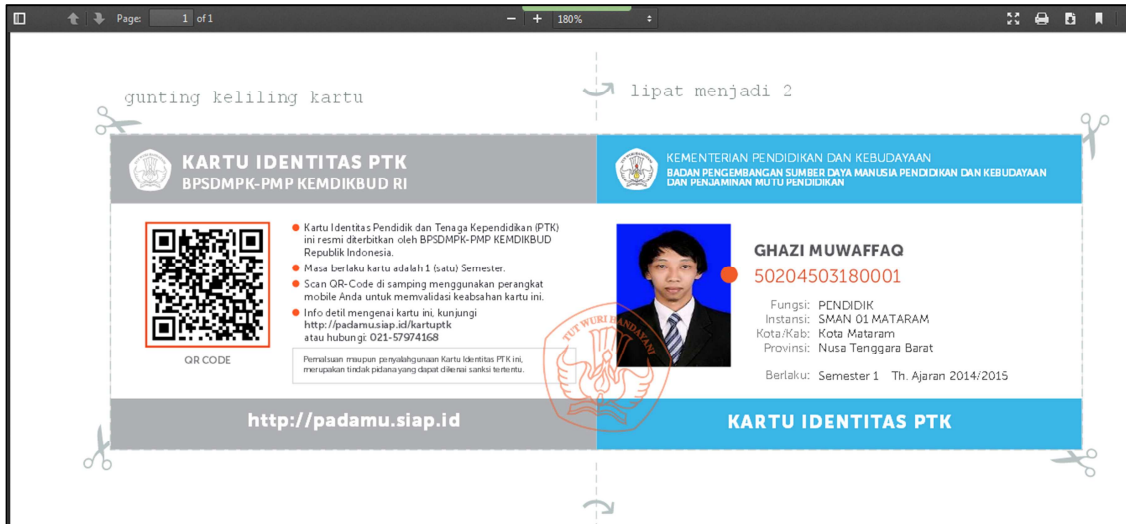 Page: 1 of 1
180%
gunting keliling kartu
lipat menjadi 2
KARTU IDENTITAS PTK
BPSDMPK-PMP KEMDIKBUD RI
Kartu Identitas Pendidik dan Tenaga Kependidikan (PTK)
ini resmi diterbitkan oleh BPSDMPK-PMP KEMDIKBUD
Republik Indonesia.
Masa berlaku kartu adalah 1 (satu) Semester.
Scan QR-Code di samping menggunakan perangkat
mobile Anda untuk memvalidasi keabsahan kartu ini.
Info detil mengenai kartu ini, kunjungi
http://padamu.siap.id/kartuptk
atau hubungi: 021-57974168
QR CODE
Pemalsuan maupun penyalahgunaan Kartu Identitas PTK ini,
merupakan tindak pidana yang dapat dikenai sanksi tertentu.
http://padamu.siap.id
KEMENTERIAN PENDIDIKAN DAN KEBUDAYAAN
BADAN PENGEMBANGAN SUMBER DAYA MANUSIA PENDIDIKAN DAN KEBUDAYAAN
DAN PENJAMINAN MUTU PENDIDIKAN
GHAZI MUWAFFAQ
50204503180001
Fungsi: PENDIDIK
Instansi: SMAN 01 MATARAM
Kota/Kab: Kota Mataram
Provinsi: Nusa Tenggara Barat
Berlaku: Semester 1 Th. Ajaran 2014/2015
TUT WURI HANDAYANI
KARTU IDENTITAS PTK